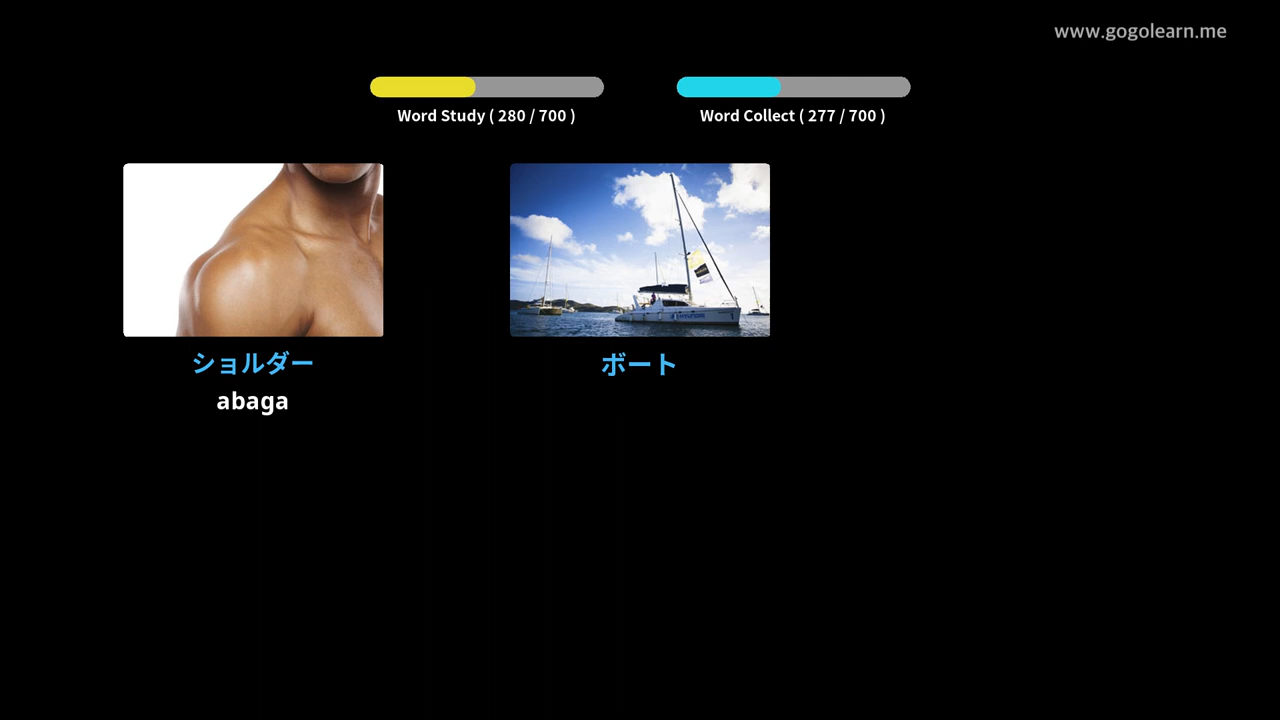 www.gogolearn.me
Word Study ( 280 / 700 )
Word Collect ( 277 / 700 )
ショルダー
abaga
ボート